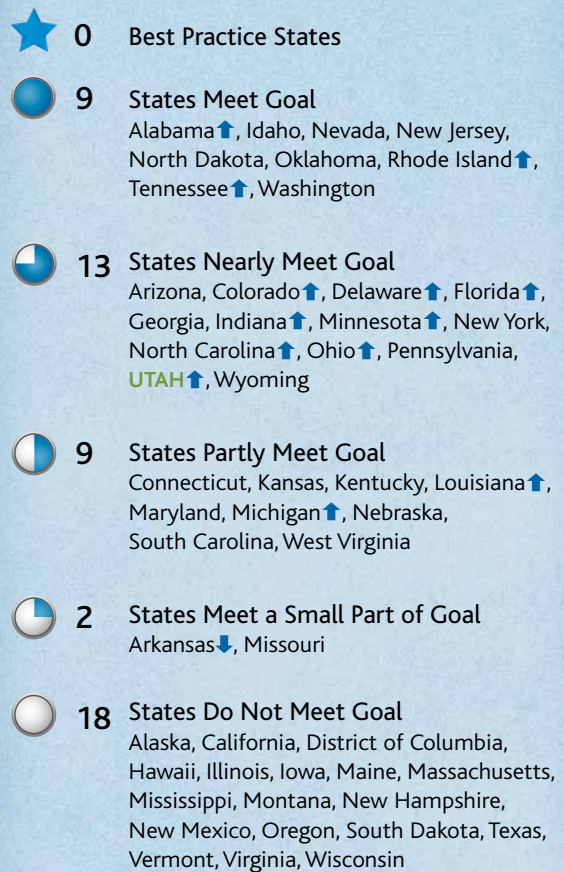 0 Best Practice States
9 States Meet Goal
Alabama⬆, Idaho, Nevada, New Jersey,
North Dakota, Oklahoma, Rhode Island⬆,
Tennessee⬆, Washington
13 States Nearly Meet Goal
Arizona, Colorado⬆, Delaware⬆, Florida⬆,
Georgia, Indiana⬆, Minnesota⬆, New York,
North Carolina⬆, Ohio⬆, Pennsylvania,
UTAH⬆, Wyoming
9 States Partly Meet Goal
Connecticut, Kansas, Kentucky, Louisiana⬆,
Maryland, Michigan⬆, Nebraska,
South Carolina, West Virginia
2 States Meet a Small Part of Goal
Arkansas⬇, Missouri
18 States Do Not Meet Goal
Alaska, California, District of Columbia,
Hawaii, Illinois, Iowa, Maine, Massachusetts,
Mississippi, Montana, New Hampshire,
New Mexico, Oregon, South Dakota, Texas,
Vermont, Virginia, Wisconsin